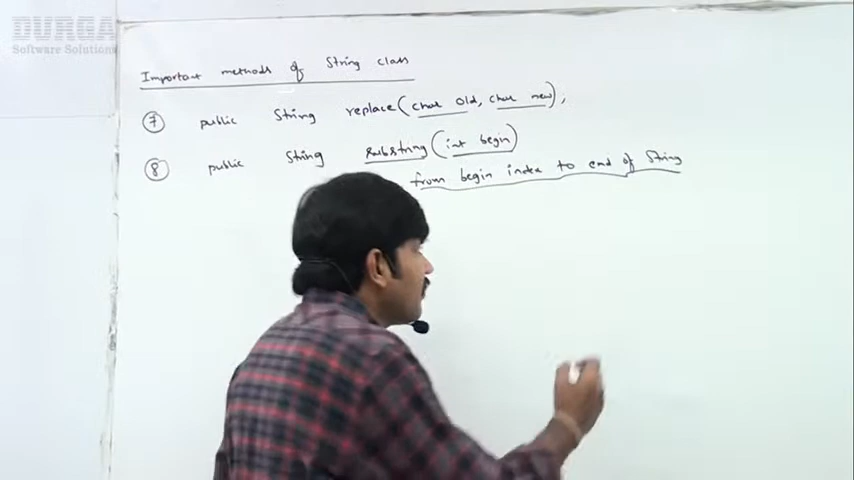 DURGA
Software Solutions
Important methods of String class
⑦ public String replace(char old, char new);
⑧ public String substring(int begin)
from begin index to end of String